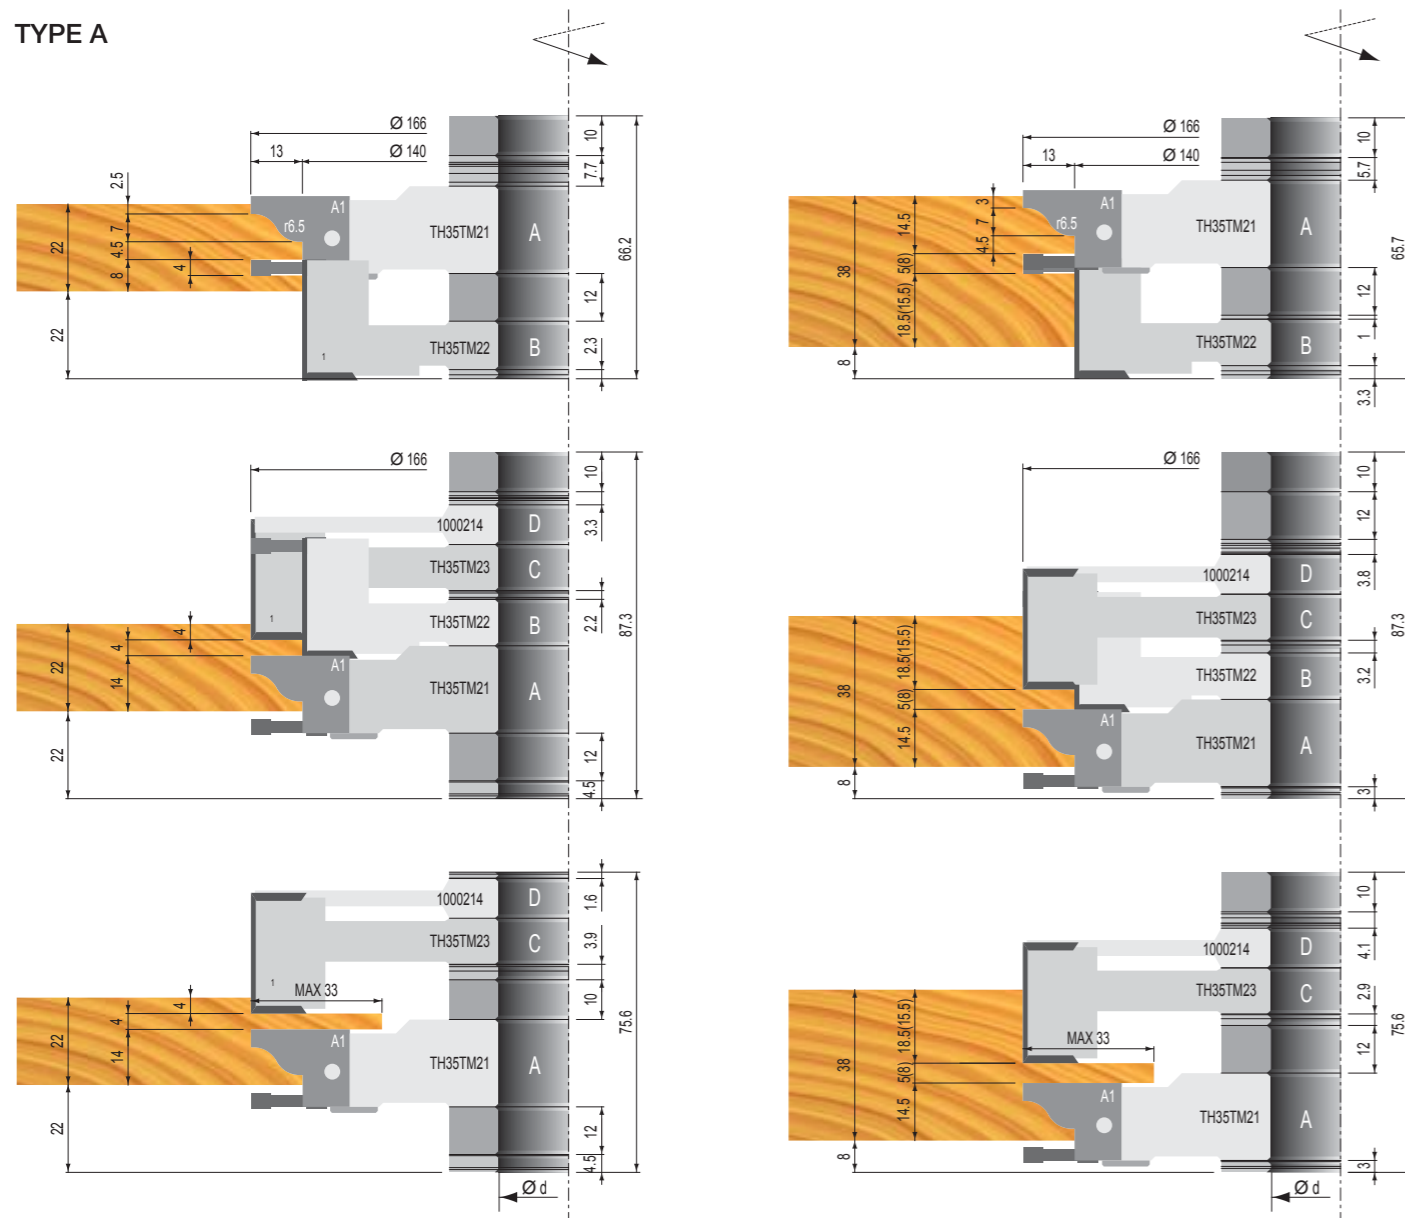 TYPE A
Ø 166
13
Ø 140
10
7.7
2.5
7
4.5
8
4
22
22
r6.5
A1
TH35TM21
A
66.2
12
TH35TM22
B
2.3
1
Ø 166
13
Ø 140
10
5.7
3
7
4.5
14.5
5(8)
18.5(15.5)
38
8
r6.5
A1
TH35TM21
A
65.7
12
1
TH35TM22
B
3.3
Ø 166
10
1000214
D
3.3
TH35TM23
C
1
2.2
TH35TM22
B
87.3
4
4
14
22
22
A1
TH35TM21
A
12
4.5
Ø 166
10
12
1000214
D
3.8
TH35TM23
C
3.2
TH35TM22
B
87.3
18.5(15.5)
5(8)
14.5
38
8
A1
TH35TM21
A
3
1000214
D
1.6
TH35TM23
C
3.9
1
MAX 33
10
4
4
14
22
22
A1
TH35TM21
A
75.6
12
4.5
Ø d
10
1000214
D
4.1
TH35TM23
C
2.9
MAX 33
12
18.5(15.5)
5(8)
14.5
38
8
A1
TH35TM21
A
75.6
3
Ø d